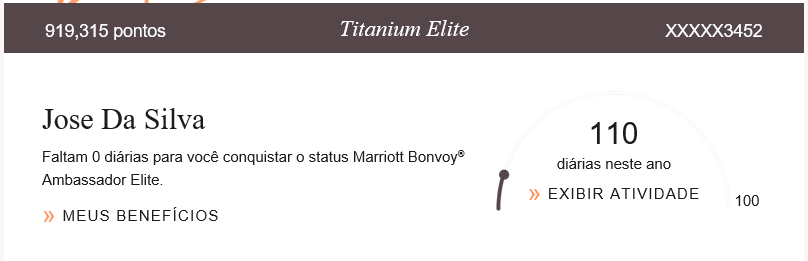 919,315 pontos
Titanium Elite
XXXXX3452
Jose Da Silva
Faltam 0 diárias para você conquistar o status Marriott Bonvoy®
Ambassador Elite.
» MEUS BENEFÍCIOS
110
diárias neste ano
» EXIBIR ATIVIDADE
100